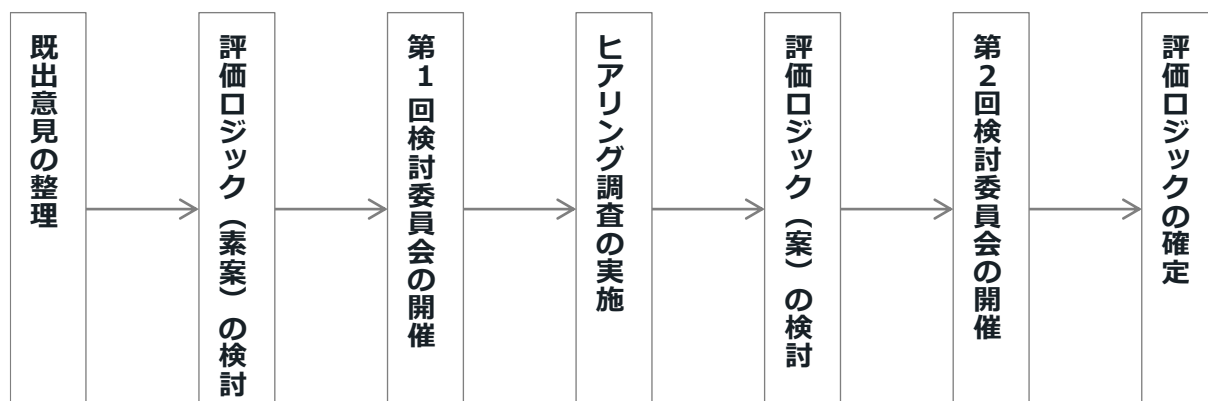 既出意見の整理
評価ロジック（素案）の検討
第１回検討委員会の開催
ヒアリング調査の実施
評価ロジック（案）の検討
第２回検討委員会の開催
評価ロジックの確定